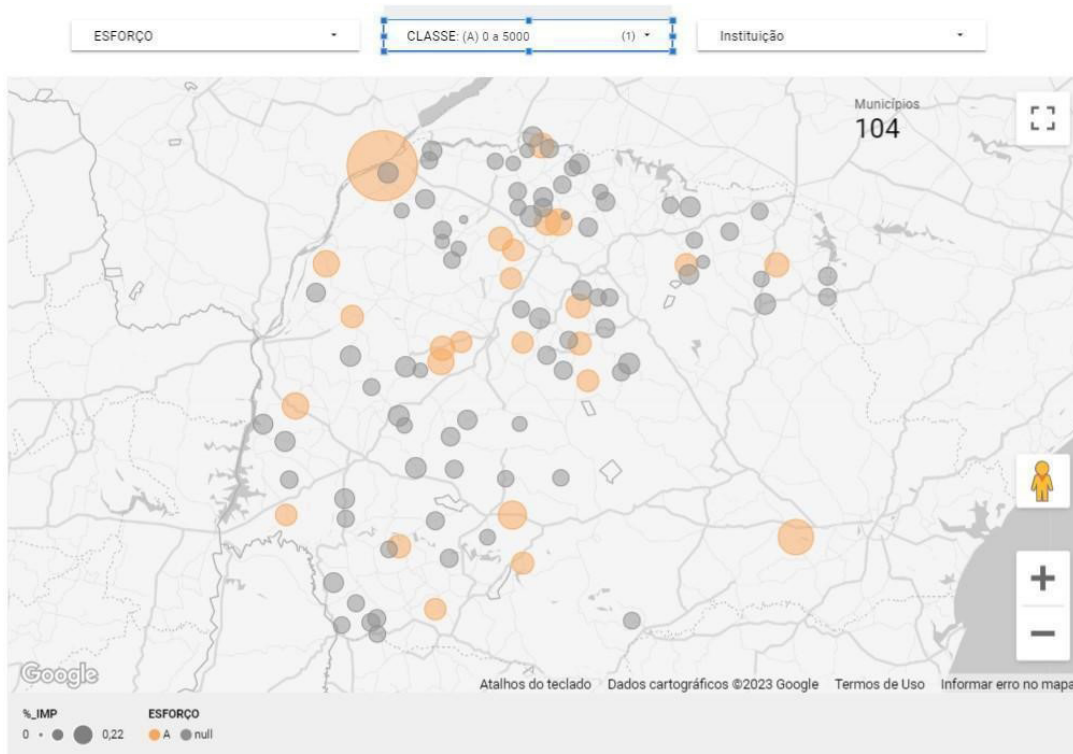 ESFORÇO
CLASSE: (A) 0 a 5000 (1)
Instituição
Municípios
104
Google
Atalhos do teclado Dados cartográficos ©2023 Google Termos de Uso Informar erro no mapa
%_IMP
0 0,22
ESFORÇO
A null